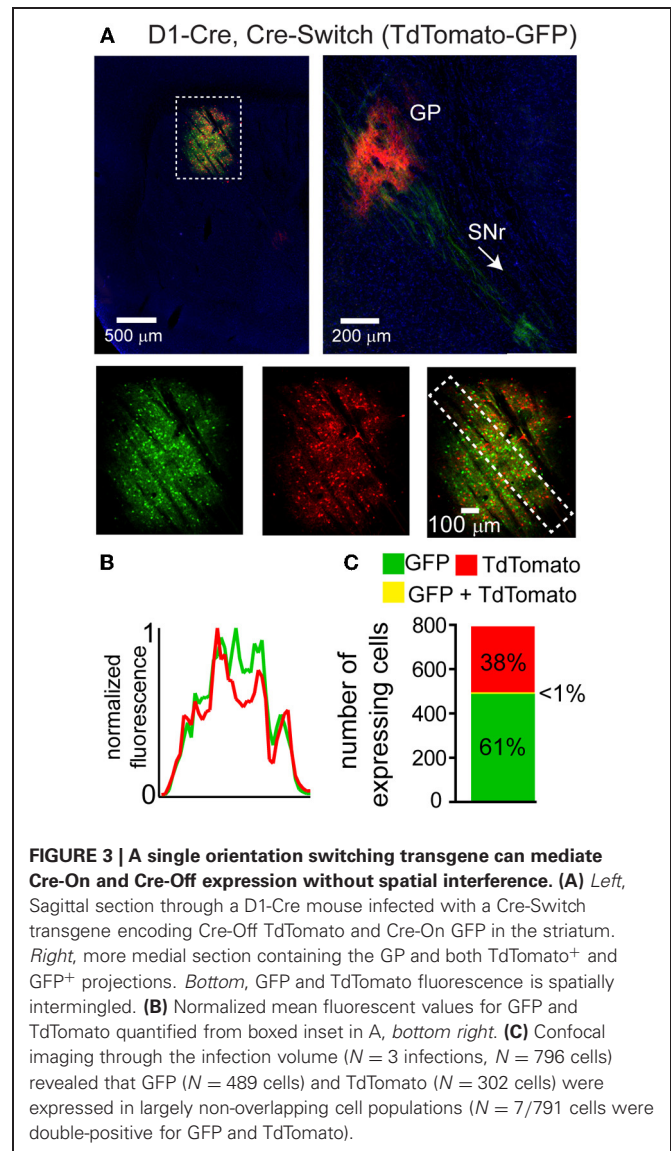 A D1-Cre, Cre-Switch (TdTomato-GFP)
GP
SNr
500 µm
200 µm
100 µm
B
C
GFP TdTomato
GFP + TdTomato
1
normalized
fluorescence
0
number of
expressing cells
800
600
400
200
0
38%
<1%
61%
FIGURE 3 | A single orientation switching transgene can mediate
Cre-On and Cre-Off expression without spatial interference. (A) Left,
Sagittal section through a D1-Cre mouse infected with a Cre-Switch
transgene encoding Cre-Off TdTomato and Cre-On GFP in the striatum.
Right, more medial section containing the GP and both TdTomato+ and
GFP+ projections. Bottom, GFP and TdTomato fluorescence is spatially
intermingled. (B) Normalized mean fluorescent values for GFP and
TdTomato quantified from boxed inset in A, bottom right. (C) Confocal
imaging through the infection volume (N = 3 infections, N = 796 cells)
revealed that GFP (N = 489 cells) and TdTomato (N = 302 cells) were
expressed in largely non-overlapping cell populations (N = 7/791 cells were
double-positive for GFP and TdTomato).